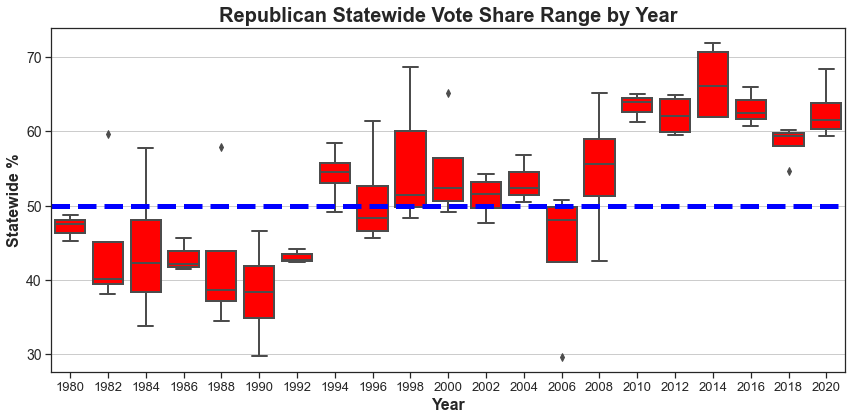 Republican Statewide Vote Share Range by Year
Statewide %
70
60
50
40
30
1980 1982 1984 1986 1988 1990 1992 1994 1996 1998 2000 2002 2004 2006 2008 2010 2012 2014 2016 2018 2020
Year